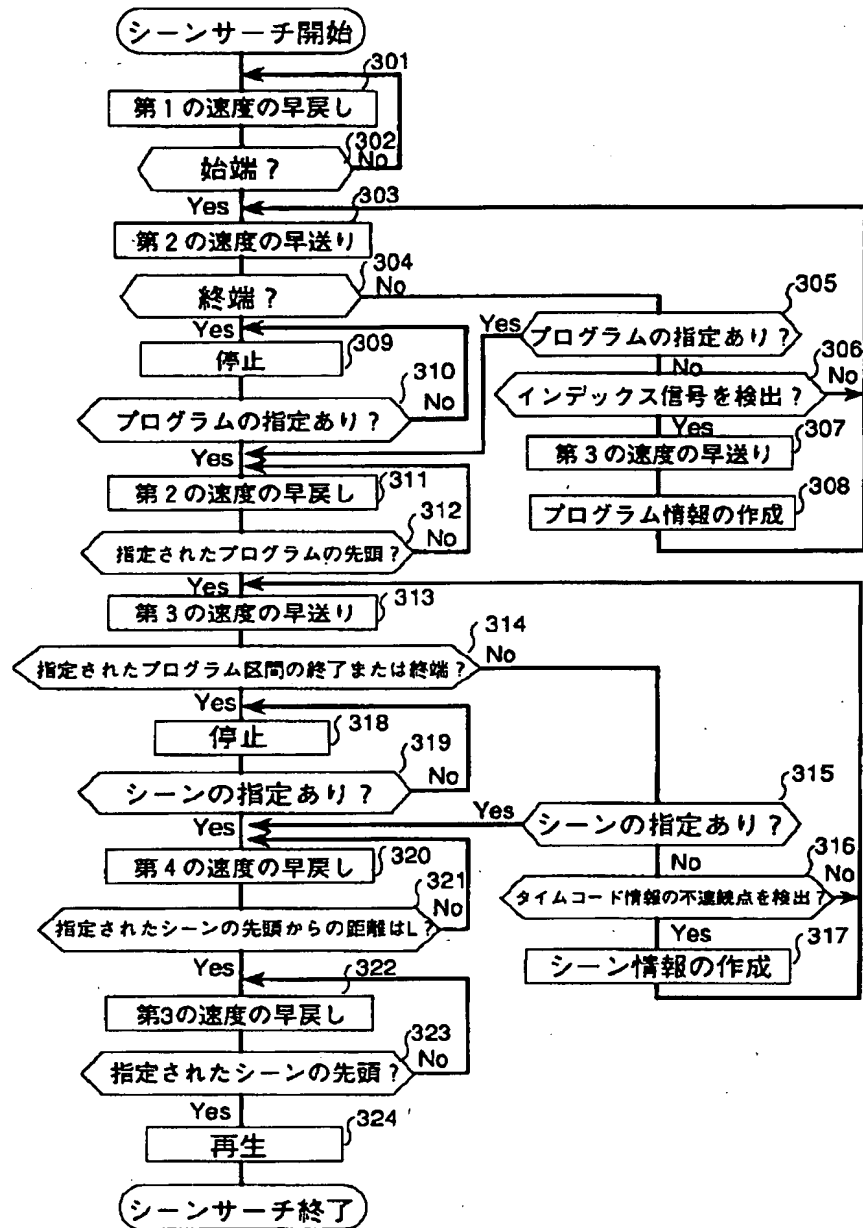 シーンサーチ開始
301
第1の速度の早戻し
302
始端?
No
Yes
303
第2の速度の早送り
304
終端?
No
Yes
305
プログラムの指定あり?
Yes
No
306
インデックス信号を検出?
No
Yes
307
第3の速度の早送り
308
プログラム情報の作成
309
停止
310
プログラムの指定あり?
No
Yes
311
第2の速度の早戻し
312
指定されたプログラムの先頭?
No
Yes
313
第3の速度の早送り
314
指定されたプログラム区間の終了または終端?
No
Yes
315
シーンの指定あり?
Yes
No
316
タイムコード情報の不連続点を検出?
No
Yes
317
シーン情報の作成
318
停止
319
シーンの指定あり?
No
Yes
320
第4の速度の早戻し
321
指定されたシーンの先頭からの距離はL?
No
Yes
322
第3の速度の早戻し
323
指定されたシーンの先頭?
No
Yes
324
再生
シーンサーチ終了